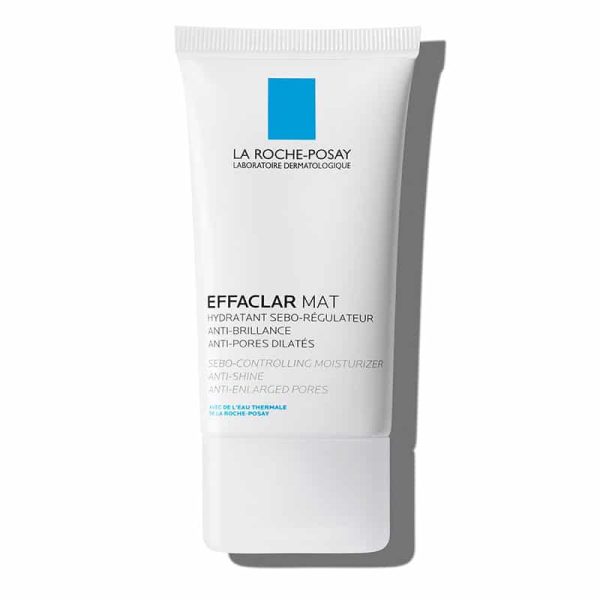 LA ROCHE-POSAY
LABORATOIRE DERMATOLOGIQUE
EFFACLAR MAT
HYDRATANT SEBO-RÉGULATEUR
ANTI-BRILLANCE
ANTI-PORES DILATÉS
SEBO-CONTROLLING MOISTURIZER
ANTI-SHINE
ANTI-ENLARGED PORES
AVEC DE L'EAU THERMALE
DE LA ROCHE-POSAY